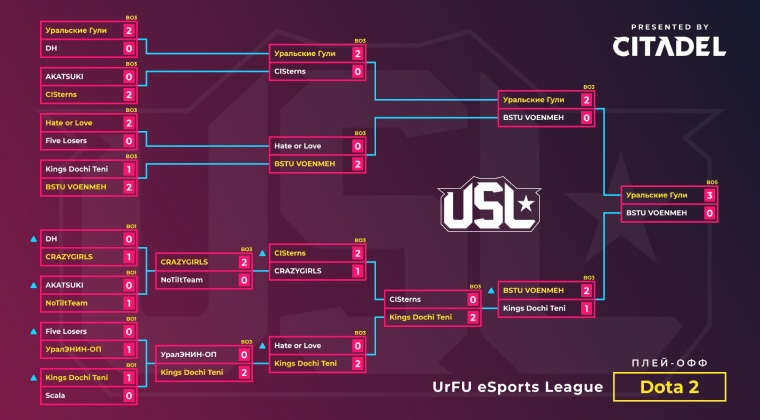 PRESENTED BY
CITADEL
BO3
Уральские Гули 2
DH 0
BO3
AKATSUKI 0
CISterns 2
BO3
Hate or Love 2
Five Losers 0
BO3
Kings Dochi Teni 1
BSTU VOENMEH 2
BO3
Уральские Гули 2
CISterns 0
BO3
Hate or Love 0
BSTU VOENMEH 2
BO3
Уральские Гули 2
BSTU VOENMEH 0
BO5
Уральские Гули 3
BSTU VOENMEH 0
USL
BO1
DH 0
CRAZYGIRLS 1
BO1
AKATSUKI 0
NoTiltTeam 1
BO1
Five Losers 0
УралЭНИН-ОП 1
BO1
Kings Dochi Teni 1
Scala 0
BO3
CRAZYGIRLS 2
NoTiltTeam 0
BO3
УралЭНИН-ОП 0
Kings Dochi Teni 2
BO3
CISterns 2
CRAZYGIRLS 1
BO3
Hate or Love 0
Kings Dochi Teni 2
BO3
CISterns 0
Kings Dochi Teni 2
BO3
BSTU VOENMEH 2
Kings Dochi Teni 1
ПЛЕЙ-ОФФ
UrFU eSports League
Dota 2